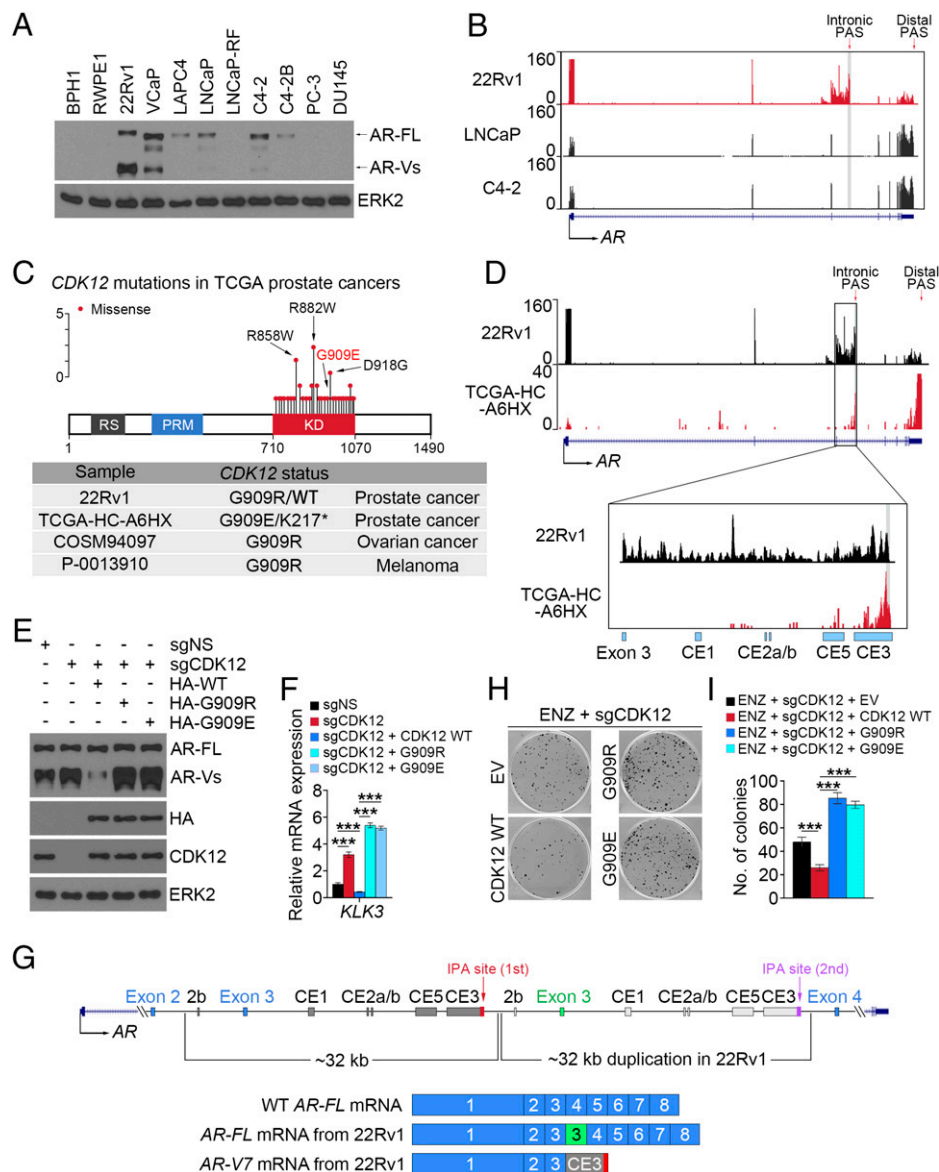 A
BPH1
RWPE1
22Rv1
VCaP
LAPC4
LNCaP
LNCaP-RF
C4-2
C4-2B
PC-3
DU145
AR-FL
AR-Vs
ERK2
B
Intronic PAS
Distal PAS
160
22Rv1
0
160
LNCaP
0
160
C4-2
0
AR
C
CDK12 mutations in TCGA prostate cancers
Missense
5
0
R882W
R858W
G909E
D918G
RS
PRM
KD
1
710
1070
1490
Sample CDK12 status
22Rv1 G909R/WT Prostate cancer
TCGA-HC-A6HX G909E/K217* Prostate cancer
COSM94097 G909R Ovarian cancer
P-0013910 G909R Melanoma
D
Intronic PAS
Distal PAS
160
22Rv1
0
40
TCGA-HC
-A6HX
0
AR
22Rv1
TCGA-HC
-A6HX
Exon 3 CE1 CE2a/b CE5 CE3
E
+ - - - - sgNS
- + + + + sgCDK12
- - + - - HA-WT
- - - + - HA-G909R
- - - - + HA-G909E
AR-FL
AR-Vs
HA
CDK12
ERK2
F
sgNS
sgCDK12
sgCDK12 + CDK12 WT
sgCDK12 + G909R
sgCDK12 + G909E
Relative mRNA expression
8
6
4
2
0
***
***
***
***
KLK3
H
ENZ + sgCDK12
EV
G909R
CDK12 WT
G909E
I
ENZ + sgCDK12 + EV
ENZ + sgCDK12 + CDK12 WT
ENZ + sgCDK12 + G909R
ENZ + sgCDK12 + G909E
No. of colonies
100
80
60
40
20
0
***
***
***
G
IPA site (1st)
IPA site (2nd)
Exon 2 2b Exon 3 CE1 CE2a/b CE5 CE3 2b Exon 3 CE1 CE2a/b CE5 CE3 Exon 4
AR
~32 kb
~32 kb duplication in 22Rv1
WT AR-FL mRNA 1 2 3 4 5 6 7 8
AR-FL mRNA from 22Rv1 1 2 3 3 4 5 6 7 8
AR-V7 mRNA from 22Rv1 1 2 3 CE3